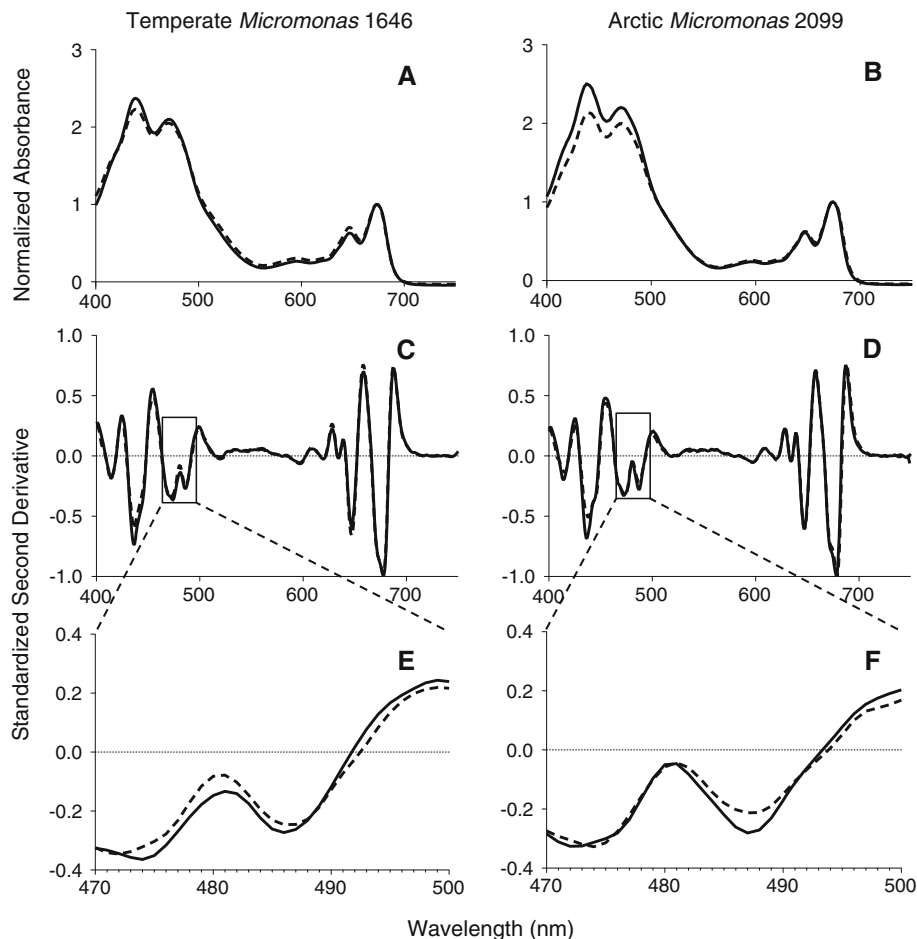 Temperate Micromonas 1646
Arctic Micromonas 2099
Normalized Absorbance
A
3
2
1
0
400 500 600 700
B
3
2
1
0
400 500 600 700
Standardized Second Derivative
C
1.0
0.5
0.0
-0.5
-1.0
400 500 600 700
D
1.0
0.5
0.0
-0.5
-1.0
400 500 600 700
E
0.4
0.2
0.0
-0.2
-0.4
470 480 490 500
F
0.4
0.2
0.0
-0.2
-0.4
470 480 490 500
Wavelength (nm)